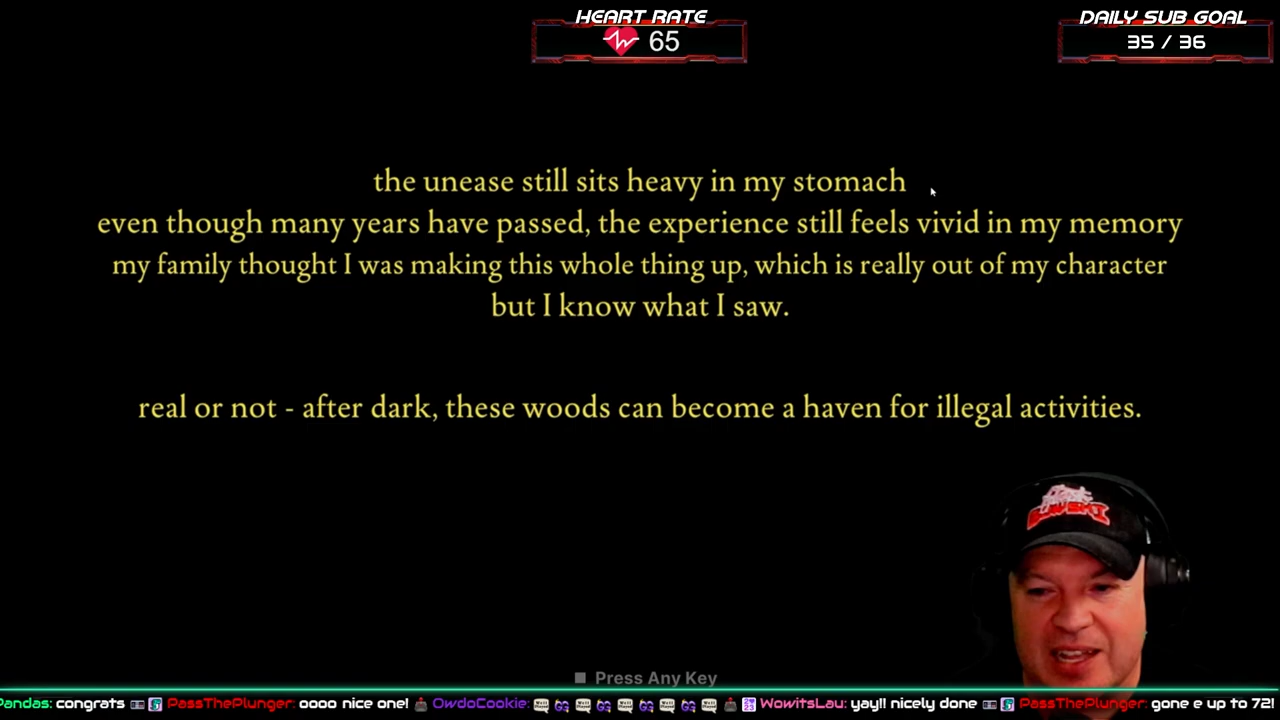 HEART RATE
65
DAILY SUB GOAL
35 / 36
the unease still sits heavy in my stomach
even though many years have passed, the experience still feels vivid in my memory
my family thought I was making this whole thing up, which is really out of my character
but I know what I saw.
real or not - after dark, these woods can become a haven for illegal activities.
Press Any Key
Pandas: congrats PassThePlunger: oooo nice one! OwdoCookie: WowitsLau: yay!! nicely done PassThePlunger: gone e up to 72!